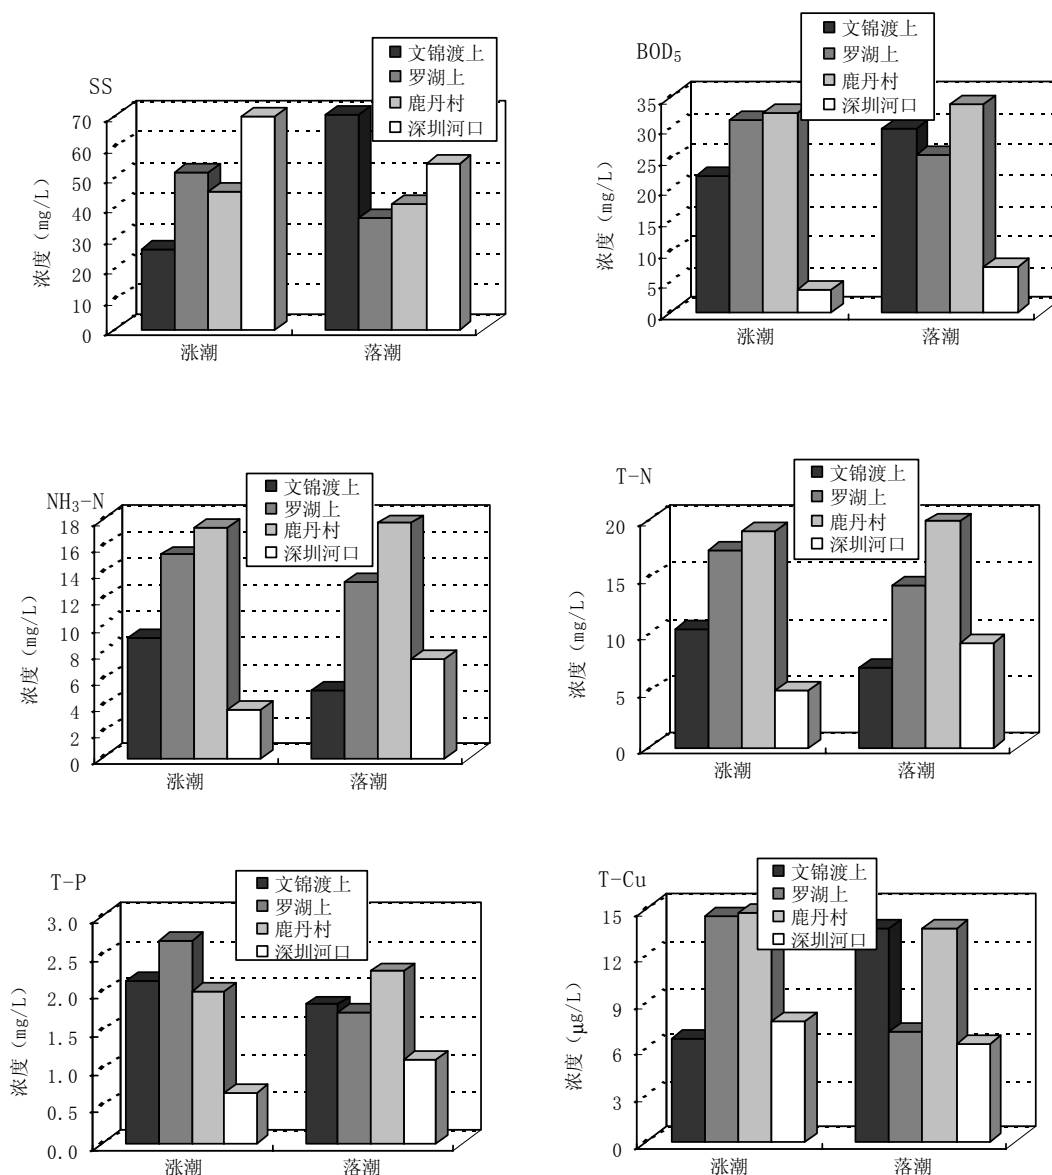 SS
文锦渡上
罗湖上
鹿丹村
深圳河口
浓度（mg/L）
70
60
50
40
30
20
10
0
涨潮
落潮
BOD₅
文锦渡上
罗湖上
鹿丹村
深圳河口
浓度（mg/L）
35
30
25
20
15
10
5
0
涨潮
落潮
NH₃-N
文锦渡上
罗湖上
鹿丹村
深圳河口
浓度（mg/L）
18
16
14
12
10
8
6
4
2
0
涨潮
落潮
T-N
文锦渡上
罗湖上
鹿丹村
深圳河口
浓度（mg/L）
20
15
10
5
0
涨潮
落潮
T-P
文锦渡上
罗湖上
鹿丹村
深圳河口
浓度（mg/L）
3.0
2.5
2.0
1.5
1.0
0.5
0.0
涨潮
落潮
T-Cu
文锦渡上
罗湖上
鹿丹村
深圳河口
浓度（μg/L）
15
12
9
6
3
0
涨潮
落潮